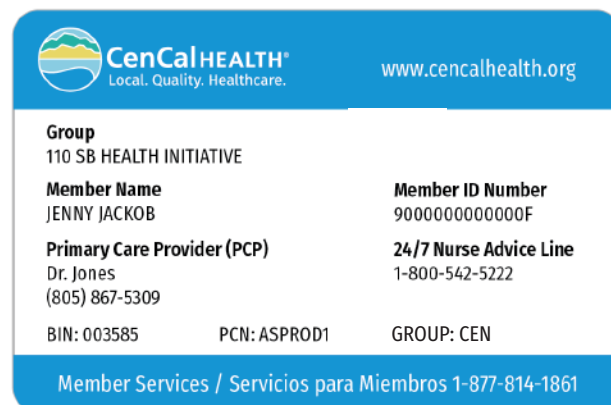 CenCalHEALTH®
Local. Quality. Healthcare.
www.cencalhealth.org
Group
110 SB HEALTH INITIATIVE
Member Name
JENNY JACKOB
Member ID Number
9000000000000F
Primary Care Provider (PCP)
Dr. Jones
(805) 867-5309
24/7 Nurse Advice Line
1-800-542-5222
BIN: 003585 PCN: ASPROD1 GROUP: CEN
Member Services / Servicios para Miembros 1-877-814-1861